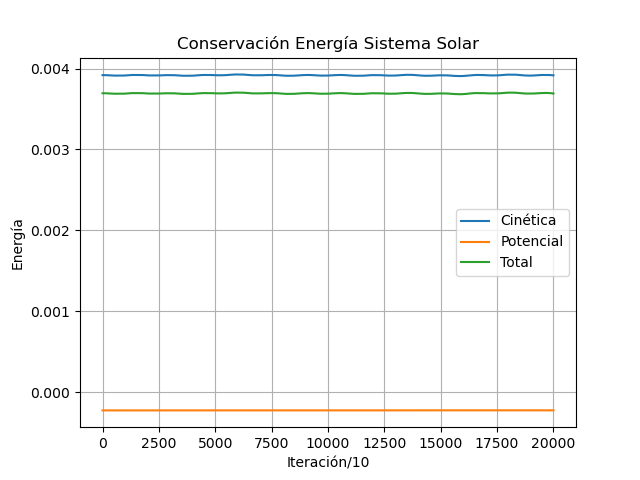 Conservación Energía Sistema Solar
0.004
0.003
0.002
0.001
0.000
Energía
Cinética
Potencial
Total
0 2500 5000 7500 10000 12500 15000 17500 20000
Iteración/10